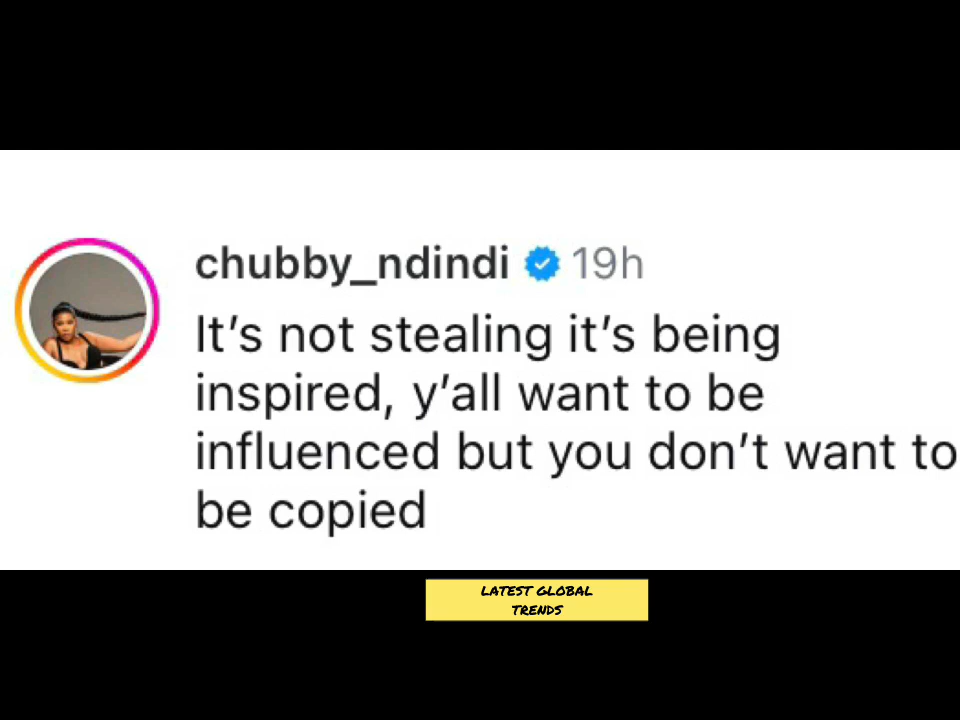 chubby_ndindi 19h
It's not stealing it's being
inspired, y'all want to be
influenced but you don't want to
be copied
LATEST GLOBAL
TRENDS